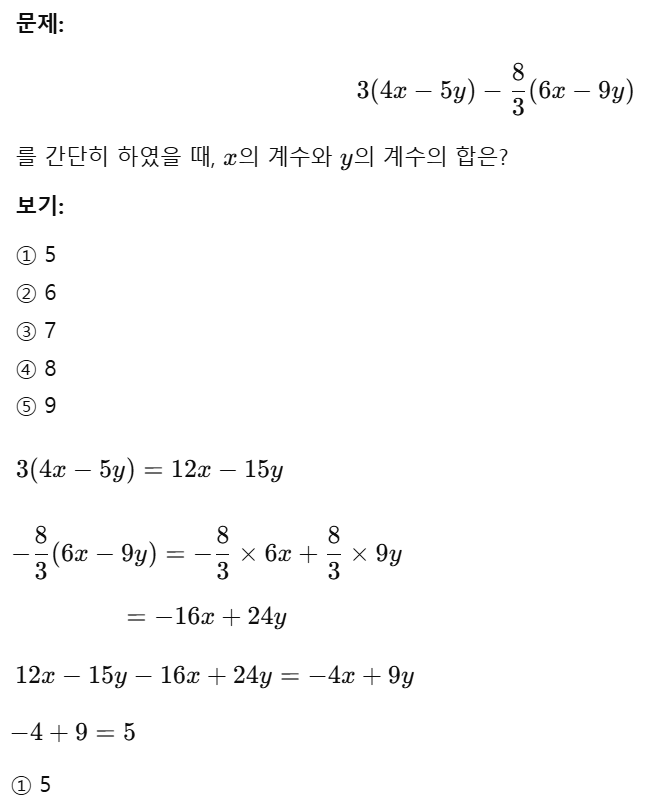 문제:
3(4x − 5y) − 8/3(6x − 9y)
를 간단히 하였을 때, x의 계수와 y의 계수의 합은?
보기:
① 5
② 6
③ 7
④ 8
⑤ 9
3(4x − 5y) = 12x − 15y
−8/3(6x − 9y) = −8/3 × 6x + 8/3 × 9y
= −16x + 24y
12x − 15y − 16x + 24y = −4x + 9y
−4 + 9 = 5
① 5